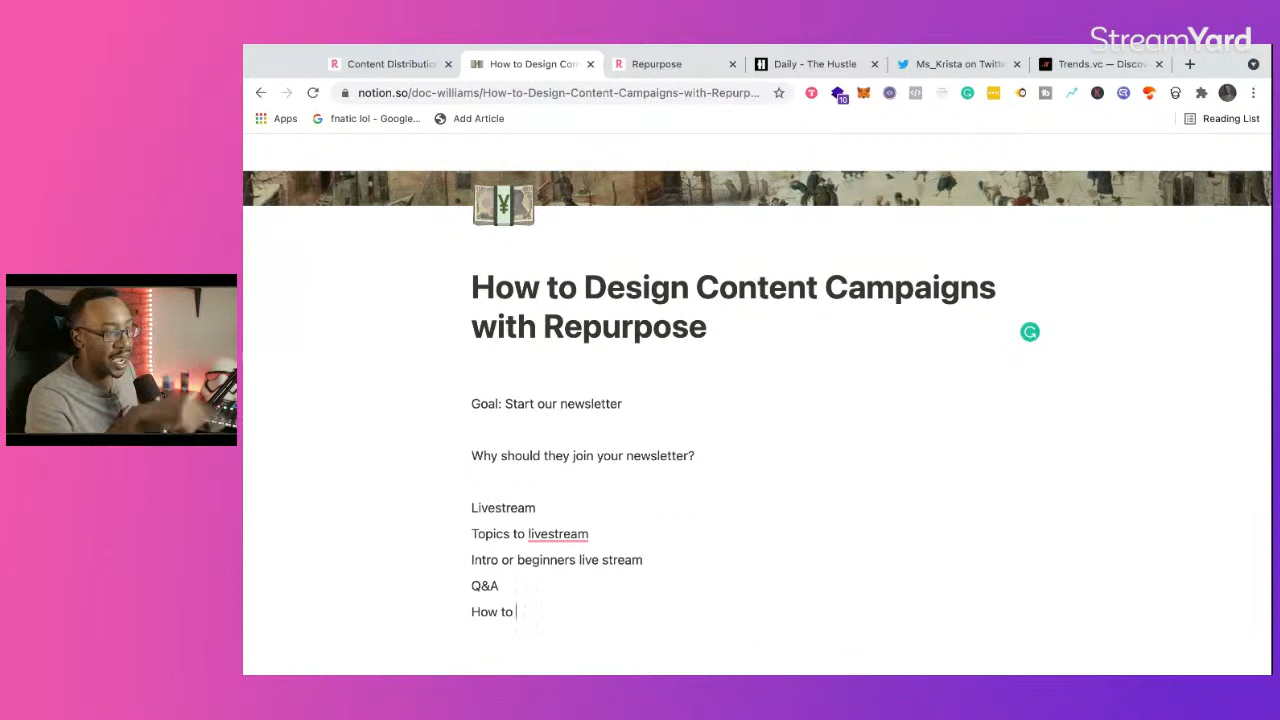 StreamYard
R Content Distributio
How to Design Con
R Repurpose
Daily - The Hustle
Ms_Krista on Twitte
Trends.vc — Discov
notion.so/doc-williams/How-to-Design-Content-Campaigns-with-Repurp...
10
Apps
fnatic lol - Google...
Add Article
Reading List
How to Design Content Campaigns
with Repurpose
Goal: Start our newsletter
Why should they join your newsletter?
Livestream
Topics to livestream
Intro or beginners live stream
Q&A
How to